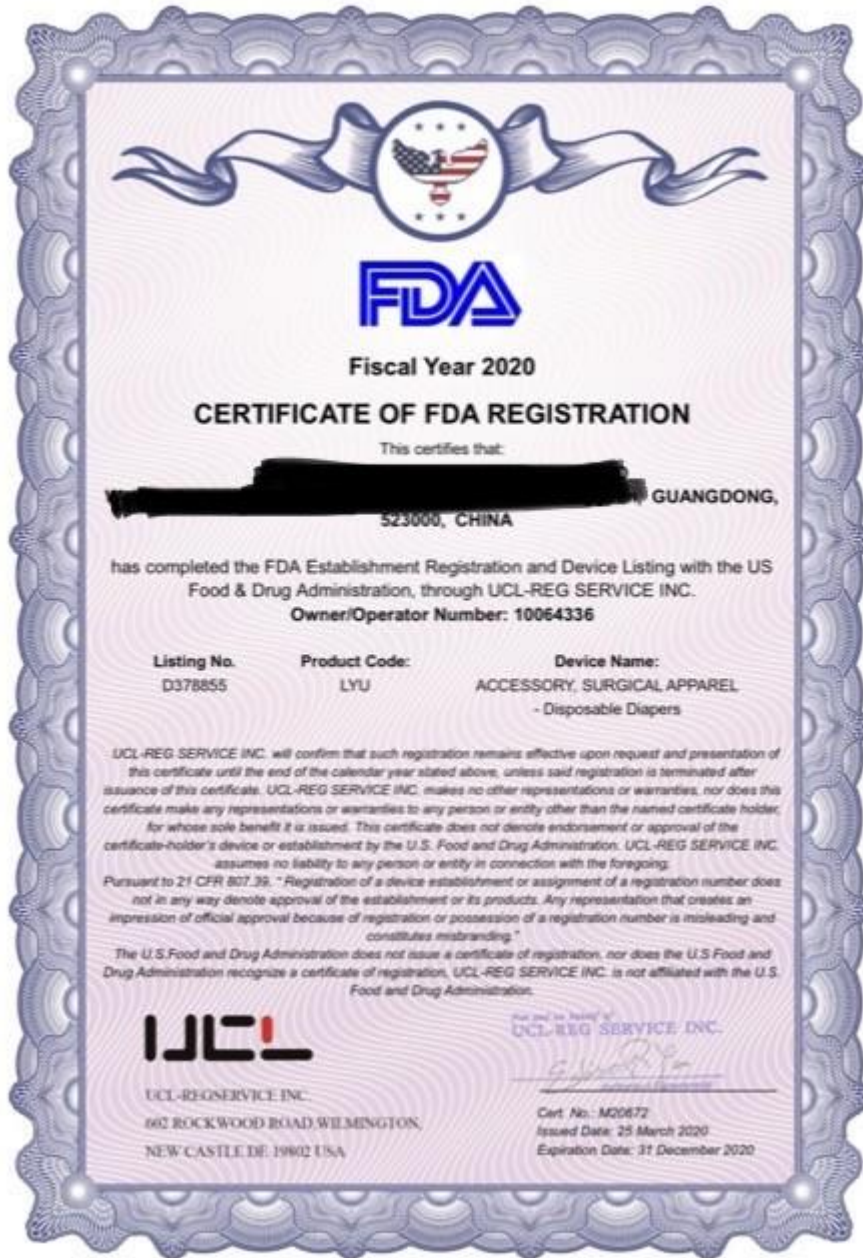 FDA
Fiscal Year 2020
CERTIFICATE OF FDA REGISTRATION
This certifies that:
GUANGDONG,
523000, CHINA
has completed the FDA Establishment Registration and Device Listing with the US
Food & Drug Administration, through UCL-REG SERVICE INC.
Owner/Operator Number: 10064336
Listing No. Product Code: Device Name:
D378855 LYU ACCESSORY, SURGICAL APPAREL
- Disposable Diapers
UCL-REG SERVICE INC. will confirm that such registration remains effective upon request and presentation of
this certificate until the end of the calendar year stated above, unless said registration is terminated after
issuance of this certificate. UCL-REG SERVICE INC. makes no other representations or warranties, nor does this
certificate make any representations or warranties to any person or entity other than the named certificate holder,
for whose sole benefit it is issued. This certificate does not denote endorsement or approval of the
certificate-holder's device or establishment by the U.S. Food and Drug Administration. UCL-REG SERVICE INC.
assumes no liability to any person or entity in connection with the foregoing.
Pursuant to 21 CFR 807.39, "Registration of a device establishment or assignment of a registration number does
not in any way denote approval of the establishment or its products. Any representation that creates an
impression of official approval because of registration or possession of a registration number is misleading and
constitutes misbranding."
The U.S.Food and Drug Administration does not issue a certificate of registration, nor does the U.S Food and
Drug Administration recognize a certificate of registration, UCL-REG SERVICE INC. is not affiliated with the U.S.
Food and Drug Administration.
UCL
For and on behalf of
UCL-REG SERVICE INC.
UCL-REGSERVICE INC.
602 ROCKWOOD ROAD,WILMINGTON,
NEW CASTLE DE 19802 USA
Cert. No.: M20672
Issued Date: 25 March 2020
Expiration Date: 31 December 2020